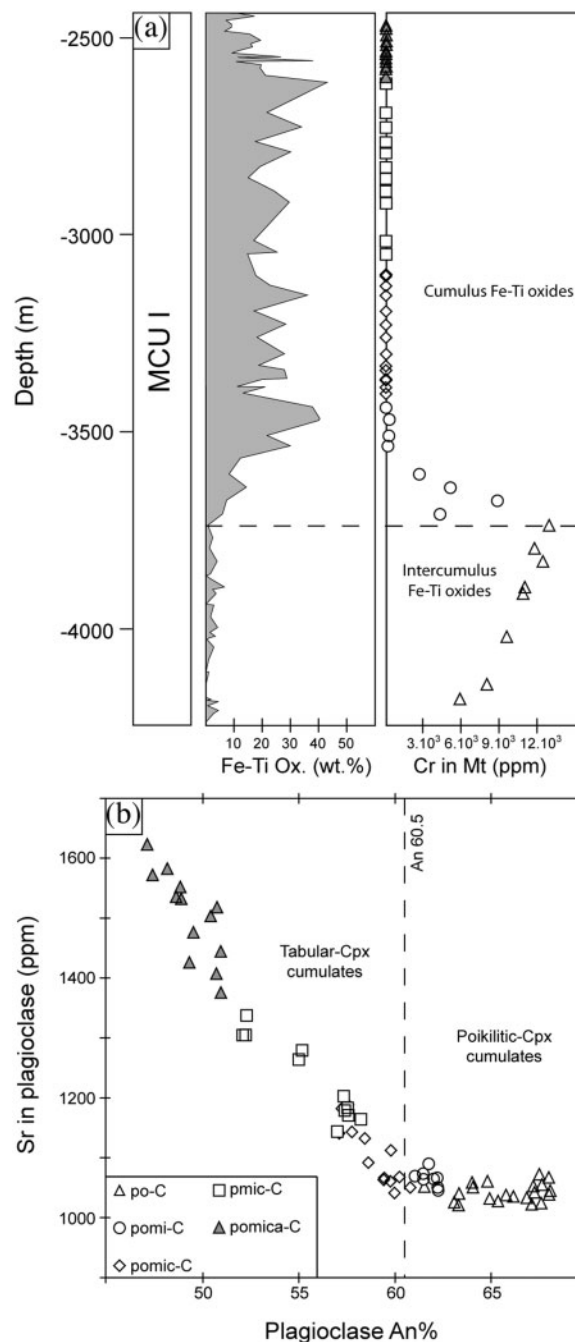 (a)
-2500
-3000
-3500
-4000
Depth (m)
MCU I
Cumulus Fe-Ti oxides
Intercumulus
Fe-Ti oxides
10 20 30 40 50
Fe-Ti Ox. (wt.%)
3.10³ 6.10³ 9.10³ 12.10³
Cr in Mt (ppm)
(b)
1600
1400
1200
1000
Sr in plagioclase (ppm)
An 60.5
Tabular-Cpx
cumulates
Poikilitic-Cpx
cumulates
po-C pmic-C
pomi-C pomica-C
pomic-C
50 55 60 65
Plagioclase An%